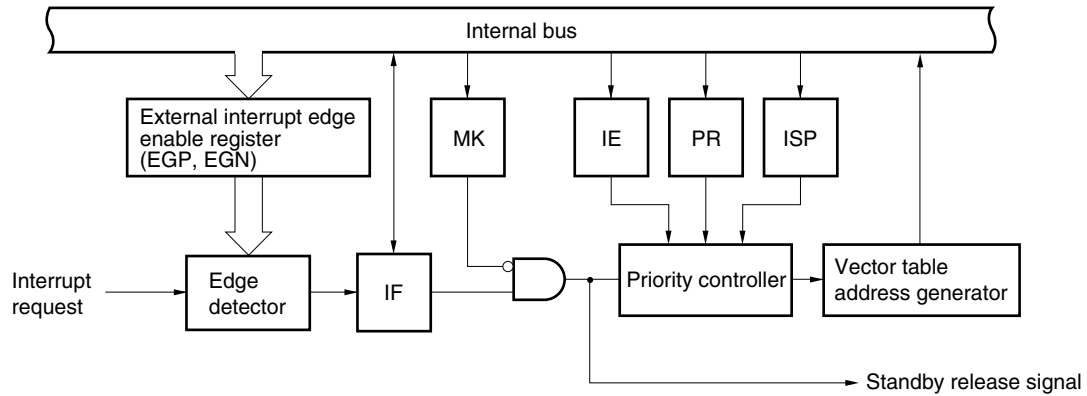 Internal bus
External interrupt edge
enable register
(EGP, EGN)
MK
IE
PR
ISP
Interrupt
request
Edge
detector
IF
Priority controller
Vector table
address generator
Standby release signal